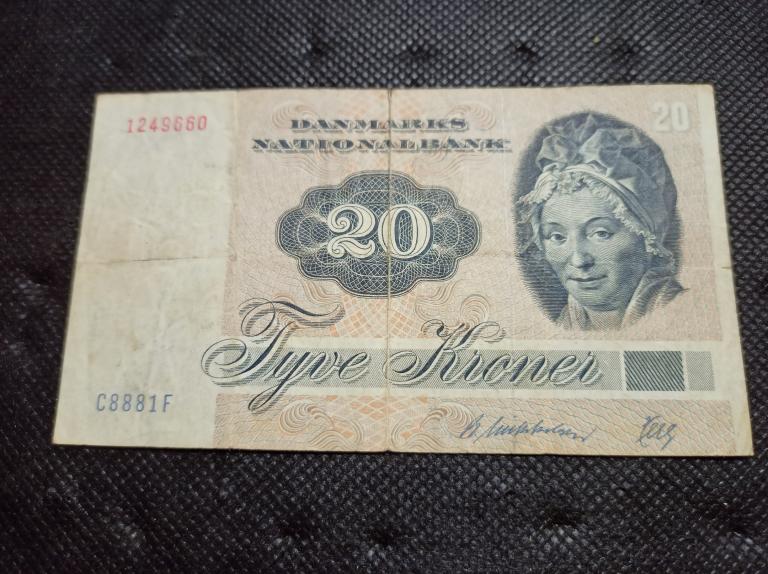 1249660
DANMARKS
NATIONALBANK
20
20
Tyve Kroner
C8881F